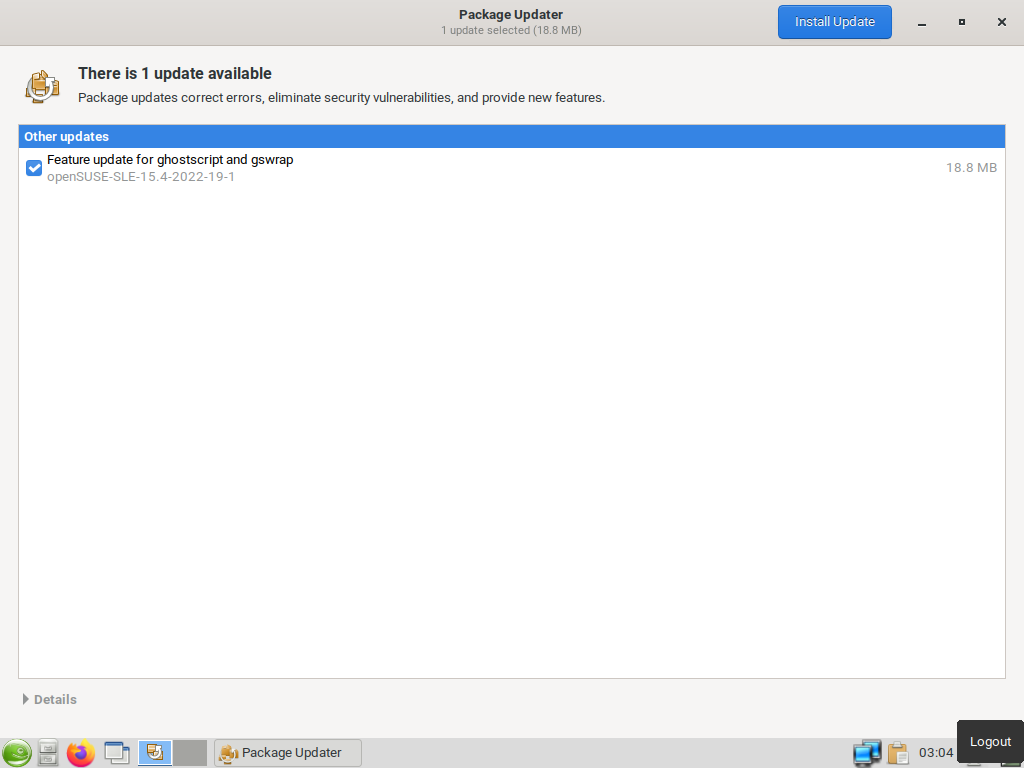 Package Updater
1 update selected (18.8 MB)
Install Update
There is 1 update available
Package updates correct errors, eliminate security vulnerabilities, and provide new features.
Other updates
Feature update for ghostscript and gswrap
openSUSE-SLE-15.4-2022-19-1
18.8 MB
Details
Package Updater
03:04
Logout